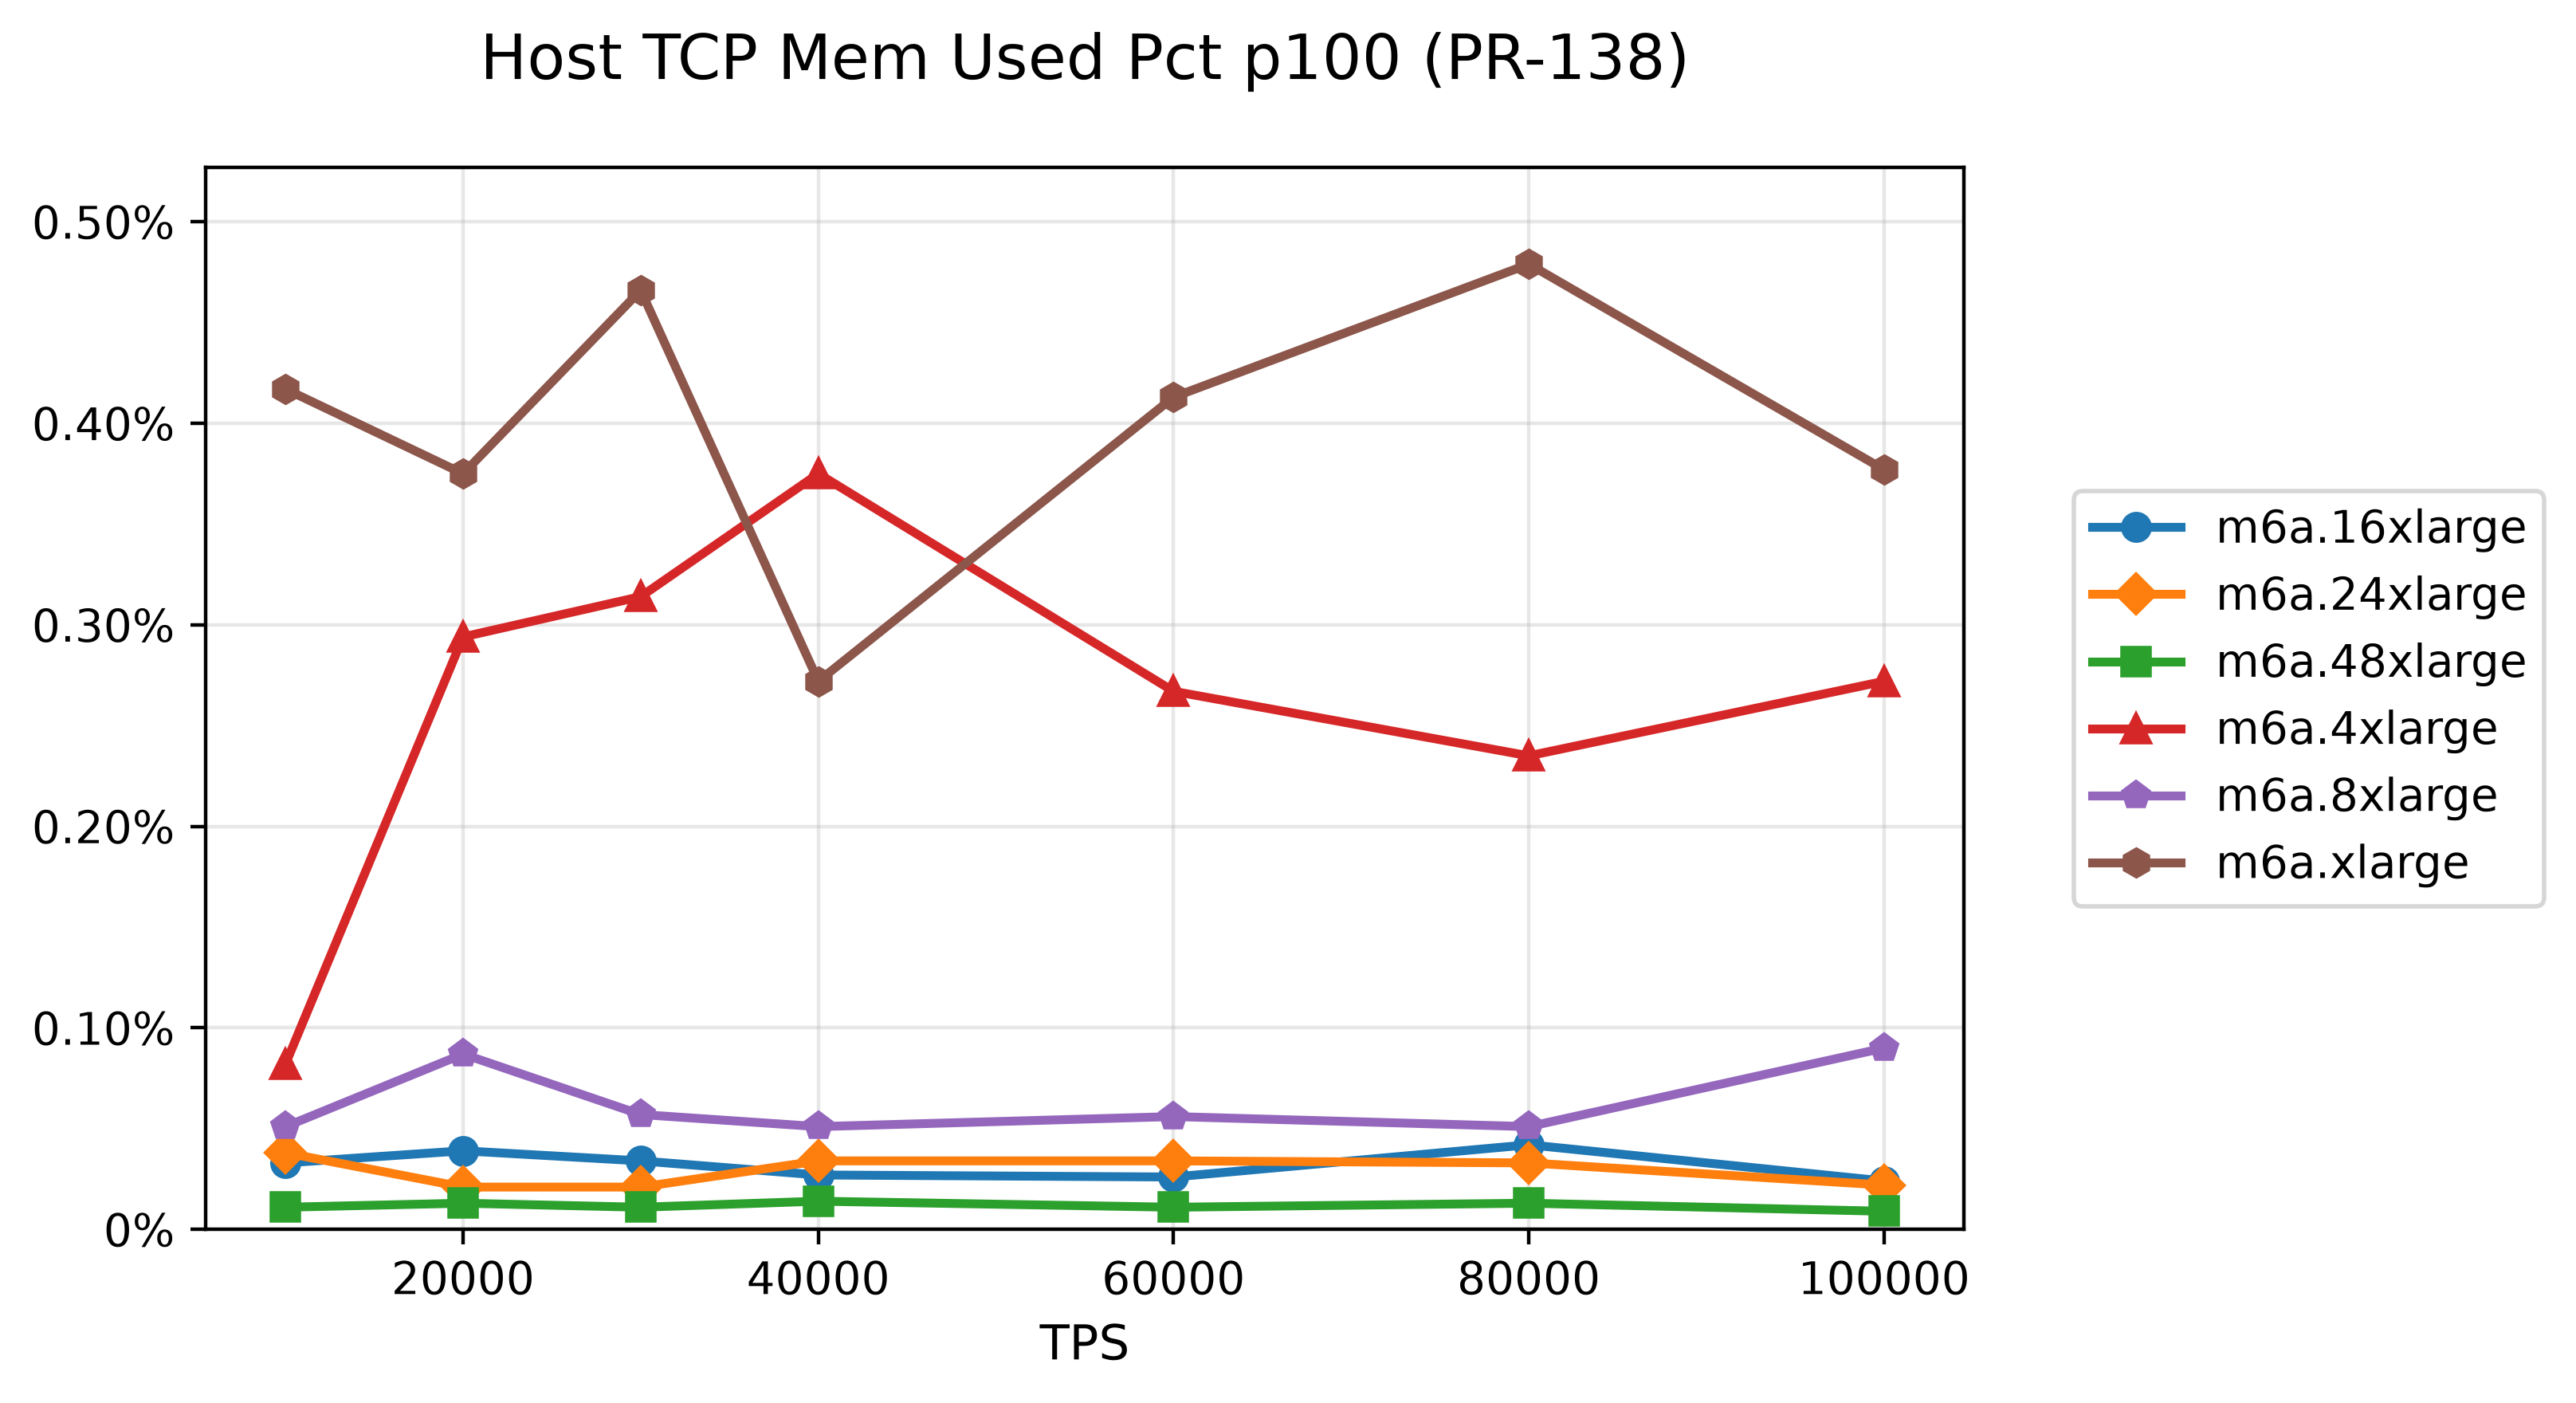 Host TCP Mem Used Pct p100 (PR-138)
0.50%
0.40%
0.30%
0.20%
0.10%
0%
20000 40000 60000 80000 100000
TPS
m6a.16xlarge
m6a.24xlarge
m6a.48xlarge
m6a.4xlarge
m6a.8xlarge
m6a.xlarge